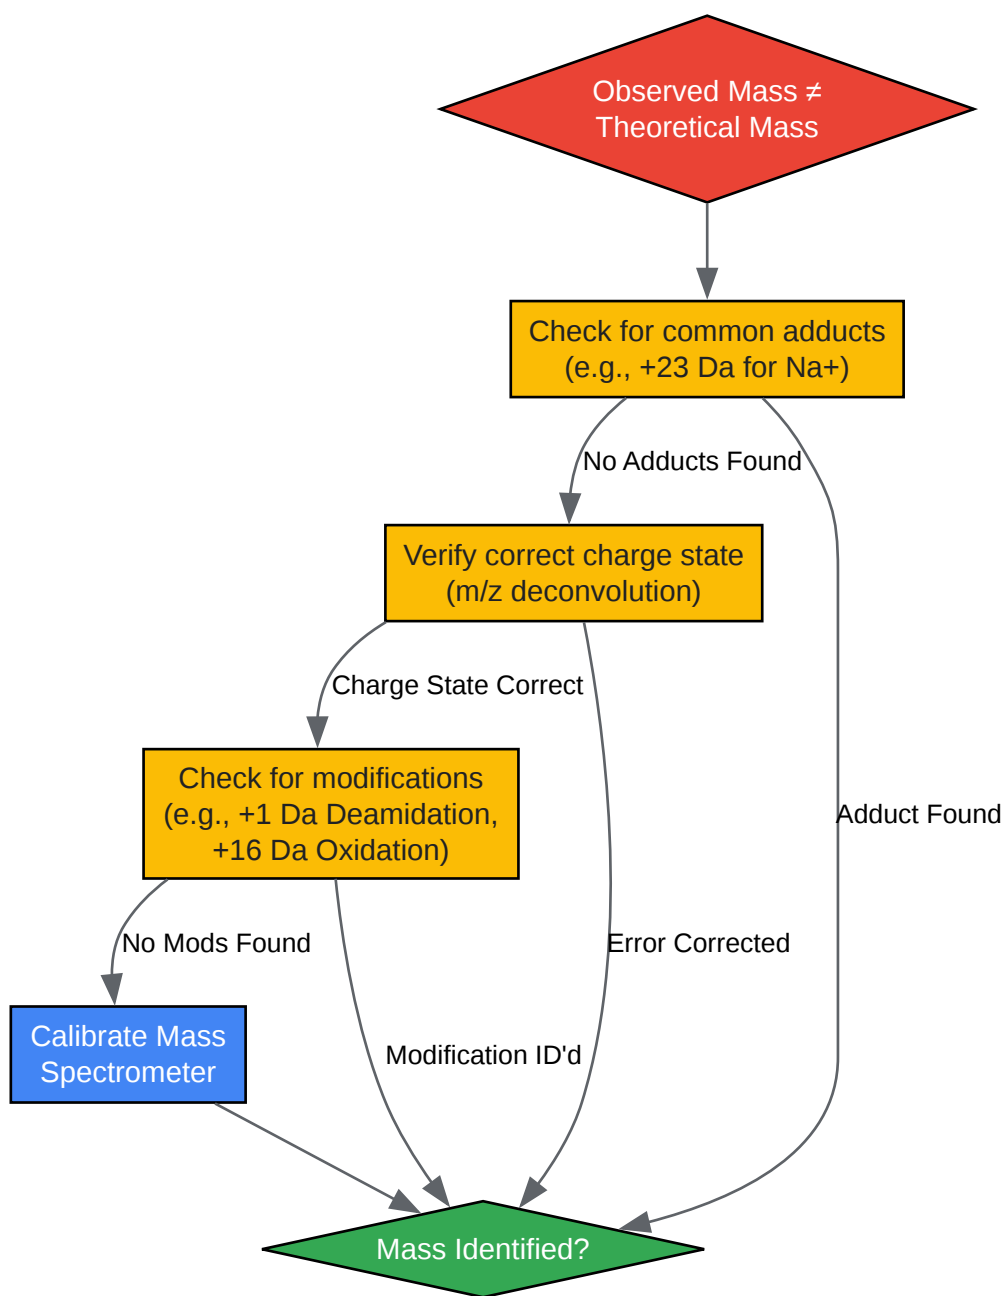 Observed Mass ≠
Theoretical Mass
Check for common adducts
(e.g., +23 Da for Na+)
No Adducts Found
Verify correct charge state
(m/z deconvolution)
Charge State Correct
Check for modifications
(e.g., +1 Da Deamidation,
+16 Da Oxidation)
Adduct Found
No Mods Found
Error Corrected
Calibrate Mass
Spectrometer
Modification ID'd
Mass Identified?